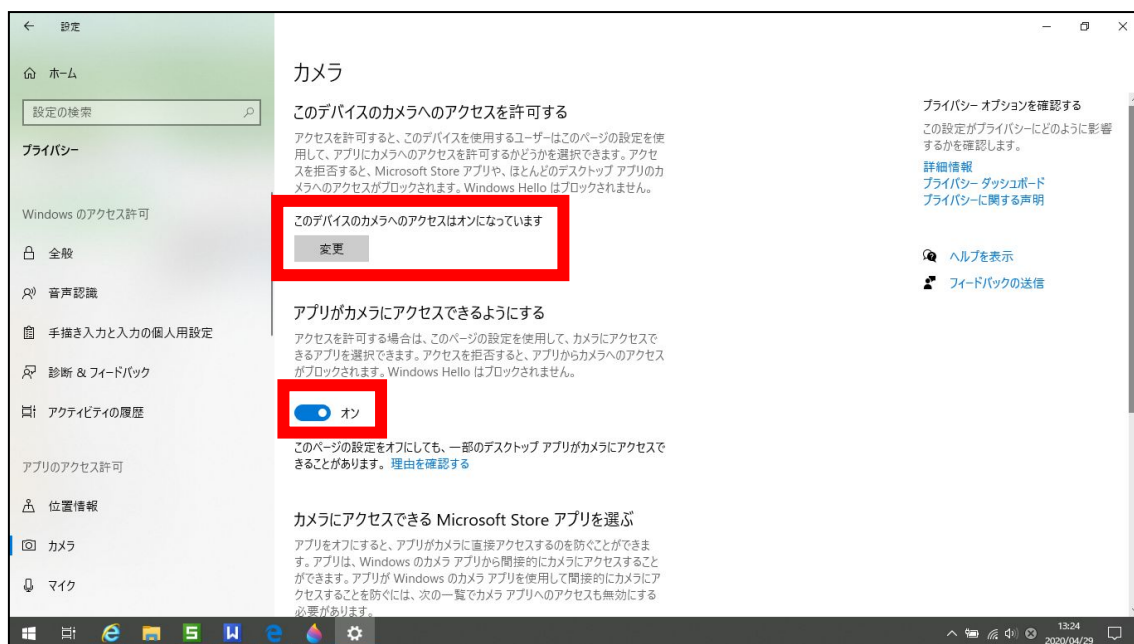 設定
ホーム
設定の検索
プライバシー
Windows のアクセス許可
全般
音声認識
手描き入力と入力の個人用設定
診断 & フィードバック
アクティビティの履歴
アプリのアクセス許可
位置情報
カメラ
マイク
カメラ
このデバイスのカメラへのアクセスを許可する
アクセスを許可すると、このデバイスを使用するユーザーはこのページの設定を使
用して、アプリにカメラへのアクセスを許可するかどうかを選択できます。アクセ
スを拒否すると、Microsoft Store アプリや、ほとんどのデスクトップ アプリのカ
メラへのアクセスがブロックされます。Windows Hello はブロックされません。
このデバイスのカメラへのアクセスはオンになっています
変更
アプリがカメラにアクセスできるようにする
アクセスを許可する場合は、このページの設定を使用して、カメラにアクセスで
きるアプリを選択できます。アクセスを拒否すると、アプリからカメラへのアクセス
がブロックされます。Windows Hello はブロックされません。
オン
このページの設定をオフにしても、一部のデスクトップ アプリがカメラにアクセスで
きることがあります。 理由を確認する
カメラにアクセスできる Microsoft Store アプリを選ぶ
アプリをオフにすると、アプリがカメラに直接アクセスするのを防ぐことができま
す。アプリは、Windows のカメラ アプリから間接的にカメラにアクセスすること
ができます。アプリが Windows のカメラ アプリを使用して間接的にカメラにア
クセスすることを防ぐには、次の一覧でカメラ アプリへのアクセスも無効にする
必要があります。
プライバシー オプションを確認する
この設定がプライバシーにどのように影響
するかを確認します。
詳細情報
プライバシー ダッシュボード
プライバシーに関する声明
ヘルプを表示
フィードバックの送信
13:24
2020/04/29